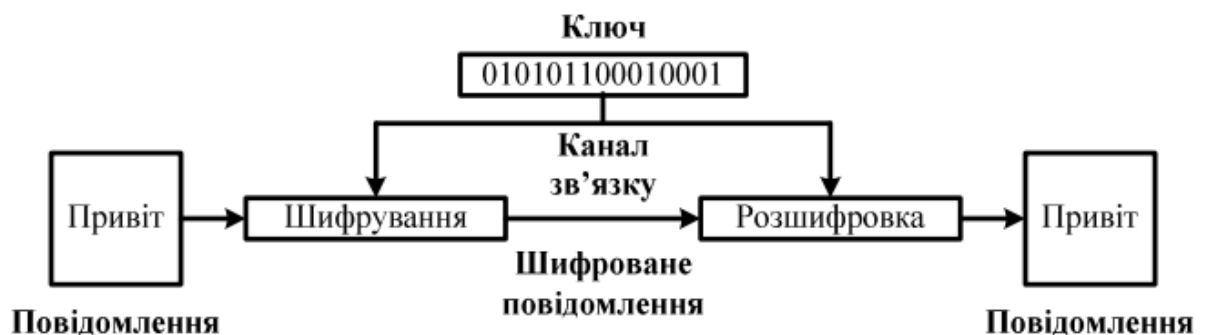 Ключ
010101100010001
Канал
зв’язку
Привіт
Шифрування
Розшифровка
Привіт
Шифроване
повідомлення
Повідомлення
Повідомлення